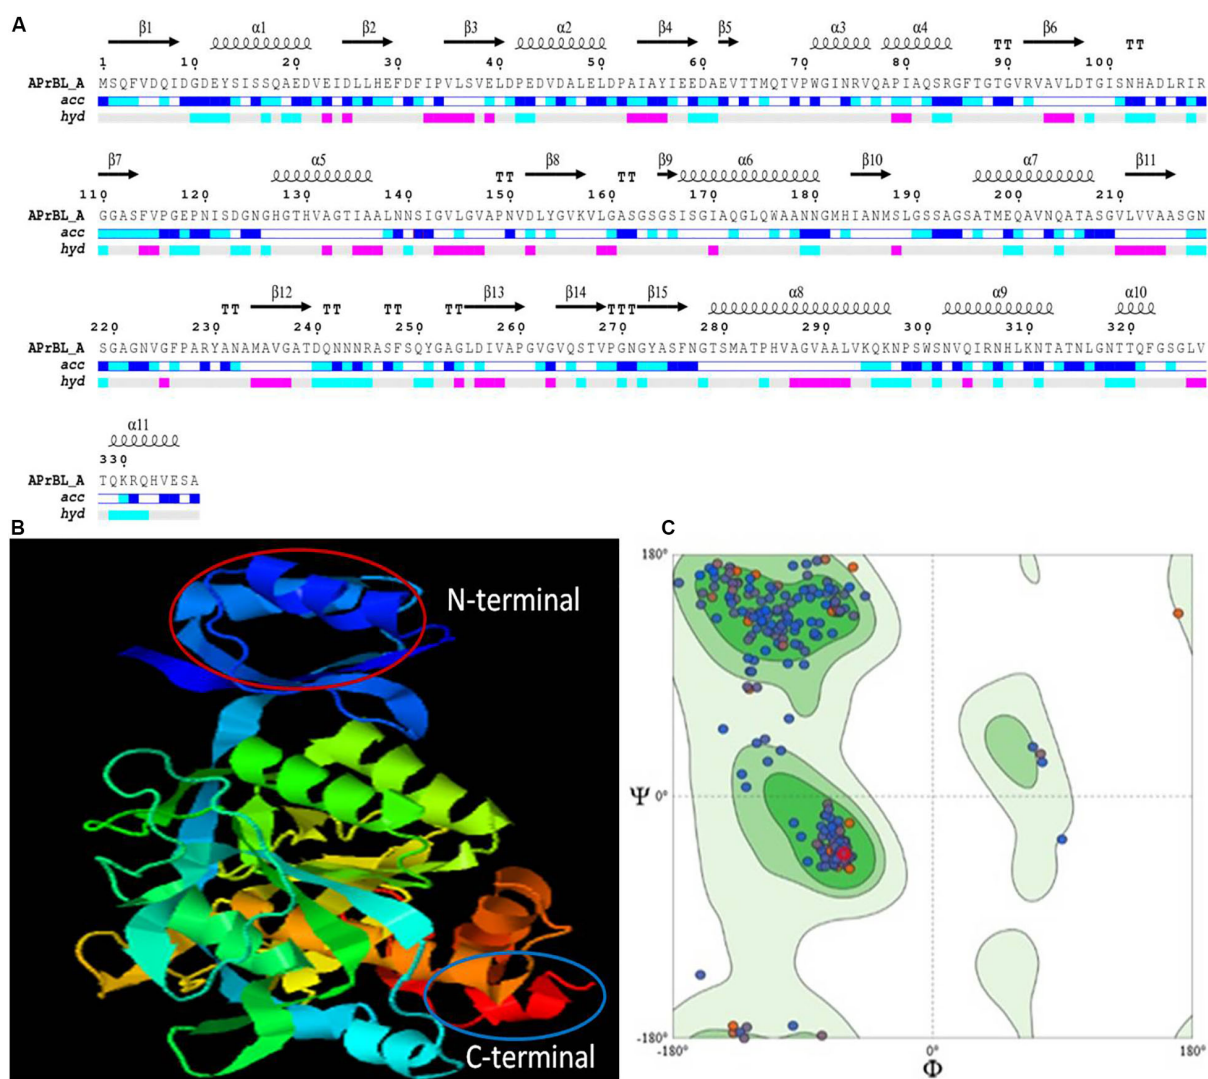 A
β1 α1 β2 β3 α2 β4 β5 α3 α4 TT β6 TT
1 10 20 30 40 50 60 70 80 90 100
APrBL_A MSQFVDQIDGDEYSISSQAEDVEIDLLHEFDFIPVLSVELDPEDVDALELDPAIAYIEEDAEVTTMQTVPWGINRVQAPIAQSRGFTGTGVRVAVLDTGISNHADLRIR
acc
hyd
β7 α5 TT β8 TT β9 α6 β10 α7 β11
110 120 130 140 150 160 170 180 190 200 210
APrBL_A GGASFVPGEPNISDGNGHGTHVAGTIAALNNSIGVLGVAPNVDLYGVKVLGASGSGSISGIAQGLQWAANNGMHIANMSLGSSAGSATMEQAVNQATASGVLVVAASGN
acc
hyd
TT β12 TT TT TT β13 β14 TTT β15 α8 α9 α10
220 230 240 250 260 270 280 290 300 310 320
APrBL_A SGAGNVGFPARYANAMAVGATDQNNNRASFSQYGAGLDIVAPGVGVQSTVPGNGYASFNGTSMATPHVAGVAALVKQKNPSWSNVQIRNHLKNTATNLGNTTQFGSGLV
acc
hyd
α11
330
APrBL_A TQKRQHVESA
acc
hyd
B
N-terminal
C-terminal
C
180°
Ψ 0°
-180°
-180° 0° 180°
Φ